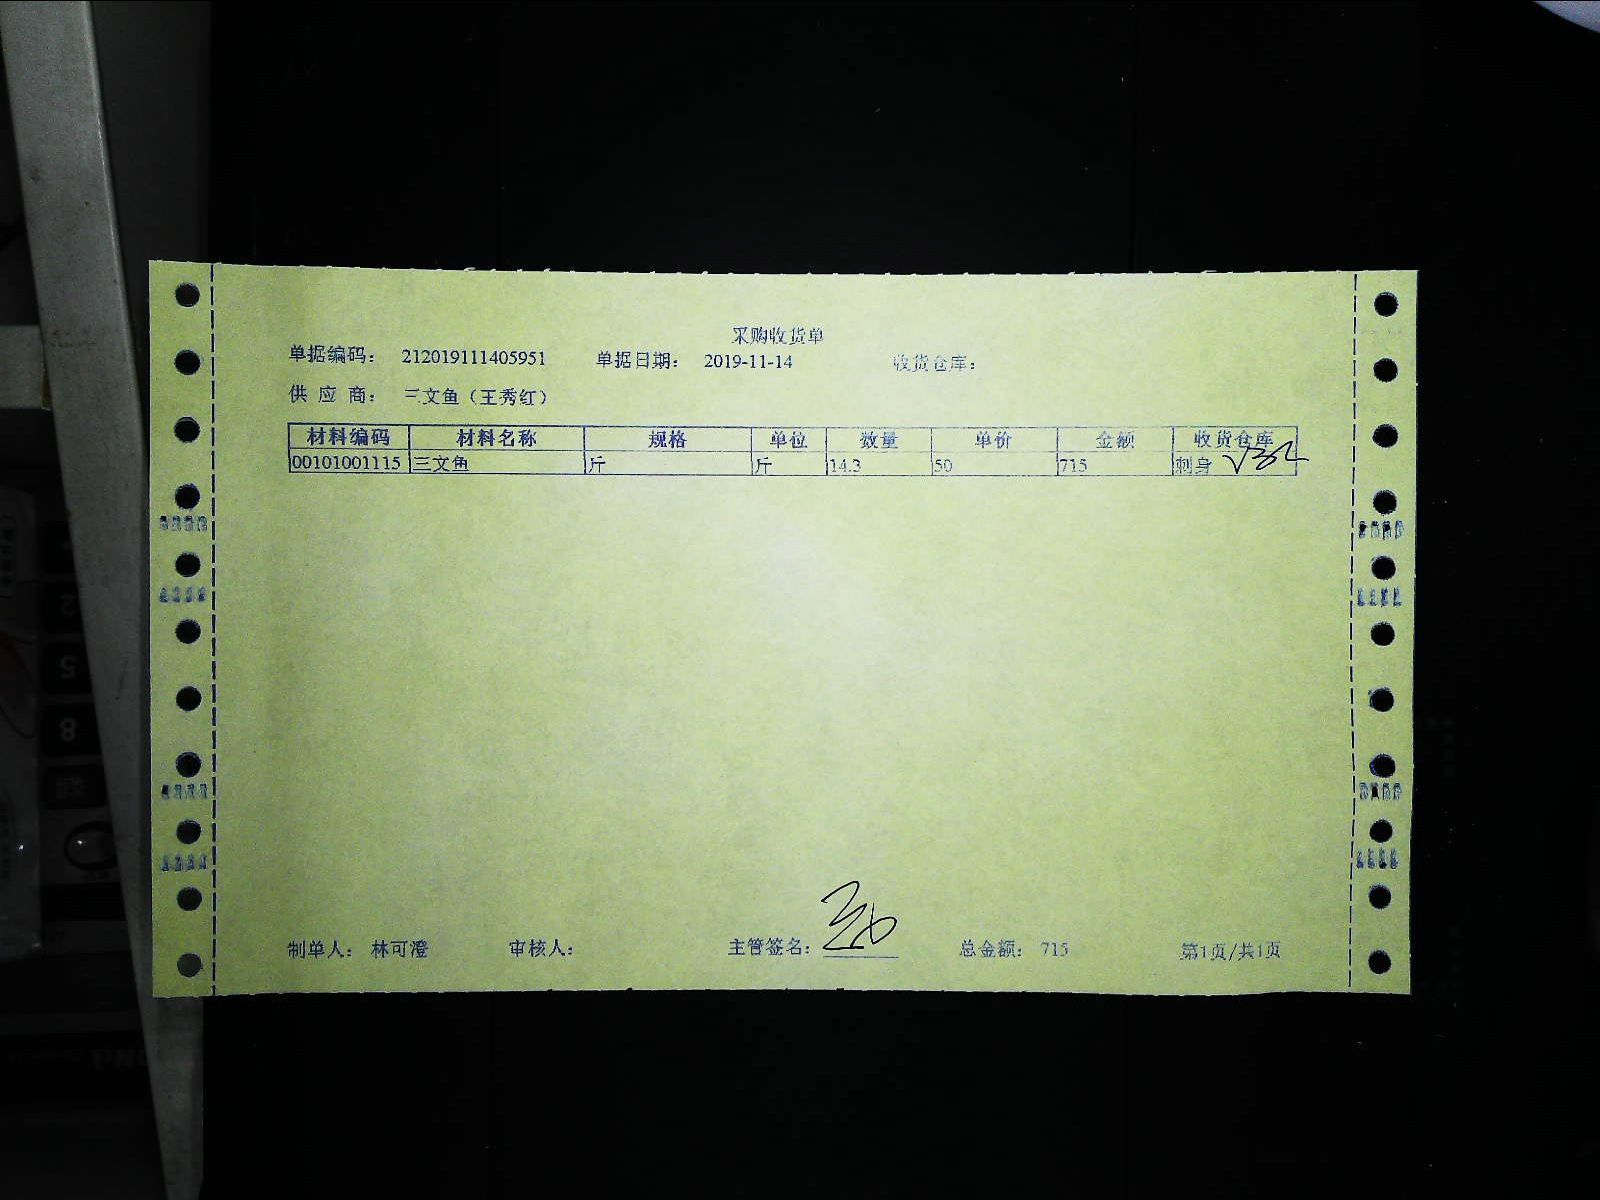 采购收货单
单据编码： 212019111405951 单据日期： 2019-11-14 收货仓库：
供 应 商： 三文鱼（王秀红）
材料编码 材料名称 规格 单位 数量 单价 金额 收货仓库
00101001115 三文鱼 斤 斤 14.3 50 715 刺身
制单人： 林可澄 审核人： 主管签名： 总金额： 715 第1页/共1页